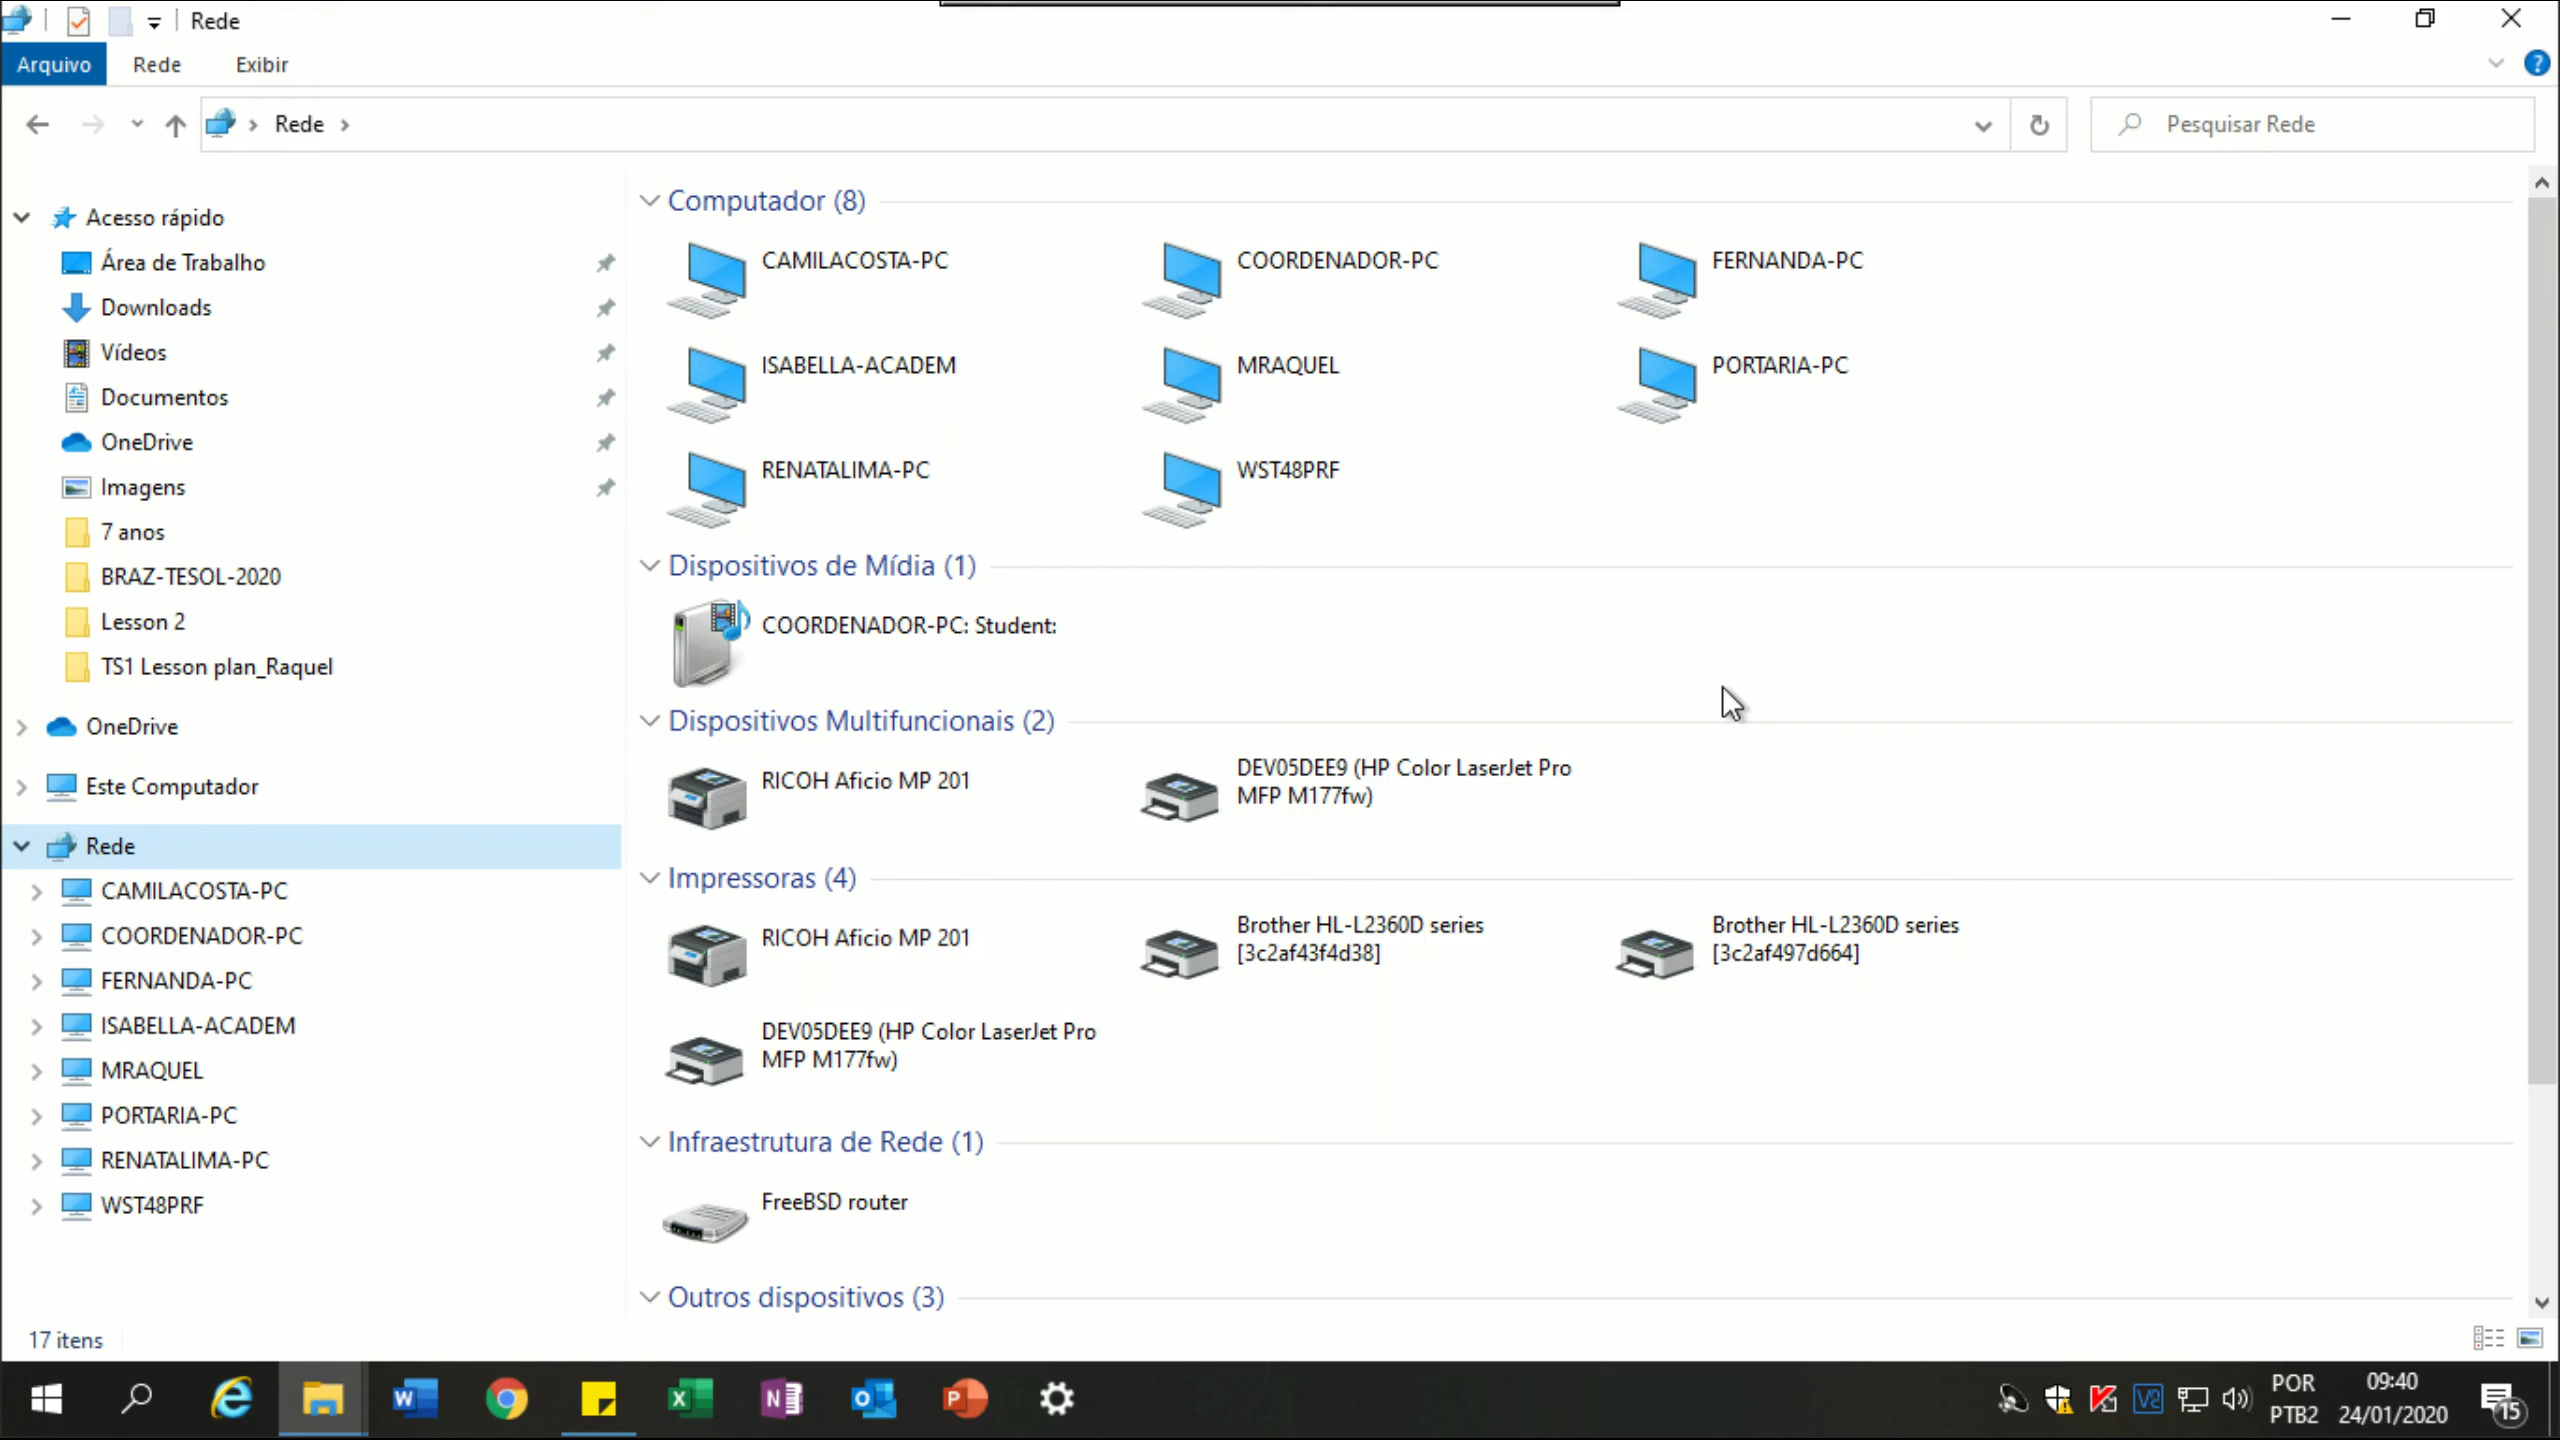 Rede
Arquivo
Rede
Exibir
Rede
Pesquisar Rede
Acesso rápido
Área de Trabalho
Downloads
Vídeos
Documentos
OneDrive
Imagens
7 anos
BRAZ-TESOL-2020
Lesson 2
TS1 Lesson plan_Raquel
OneDrive
Este Computador
Rede
CAMILACOSTA-PC
COORDENADOR-PC
FERNANDA-PC
ISABELLA-ACADEM
MRAQUEL
PORTARIA-PC
RENATALIMA-PC
WST48PRF
Computador (8)
CAMILACOSTA-PC
COORDENADOR-PC
FERNANDA-PC
ISABELLA-ACADEM
MRAQUEL
PORTARIA-PC
RENATALIMA-PC
WST48PRF
Dispositivos de Mídia (1)
COORDENADOR-PC: Student:
Dispositivos Multifuncionais (2)
RICOH Aficio MP 201
DEV05DEE9 (HP Color LaserJet Pro
MFP M177fw)
Impressoras (4)
RICOH Aficio MP 201
Brother HL-L2360D series
[3c2af43f4d38]
Brother HL-L2360D series
[3c2af497d664]
DEV05DEE9 (HP Color LaserJet Pro
MFP M177fw)
Infraestrutura de Rede (1)
FreeBSD router
Outros dispositivos (3)
17 itens
POR
PTB2
09:40
24/01/2020
15